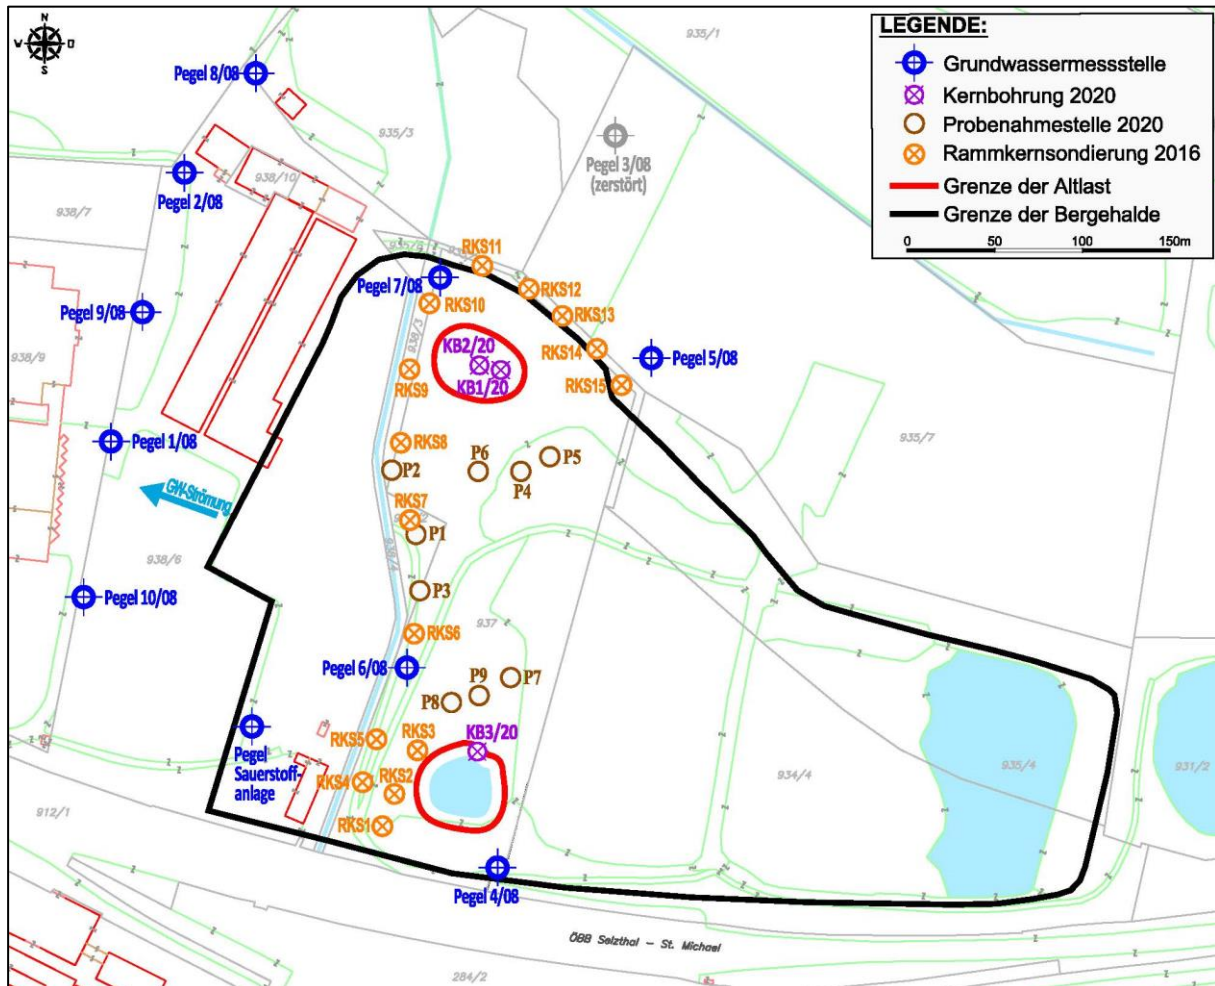 N
W
O
S
LEGENDE:
Grundwassermessstelle
Kernbohrung 2020
Probenahmestelle 2020
Rammkernsondierung 2016
Grenze der Altlast
Grenze der Bergehalde
0 50 100 150m
935/1
Pegel 8/08
935/3
Pegel 3/08
(zerstört)
Pegel 2/08
938/10
938/7
RKS11
Pegel 7/08
RKS12
RKS10
RKS13
Pegel 9/08
938/3
KB2/20
RKS14
Pegel 5/08
938/9
RKS9
KB1/20
RKS15
Pegel 1/08
RKS8
935/7
P2
P6
P4
P5
GW-Strömung
RKS7
P1
938/6
938/4
Pegel 10/08
P3
937
RKS6
Pegel 6/08
P7
P9
P8
KB3/20
RKS3
RKS5
Pegel
Sauerstoff-
anlage
934/4
935/4
931/2
RKS4
RKS2
912/1
RKS1
Pegel 4/08
ÖBB Selzthal – St. Michael
284/2